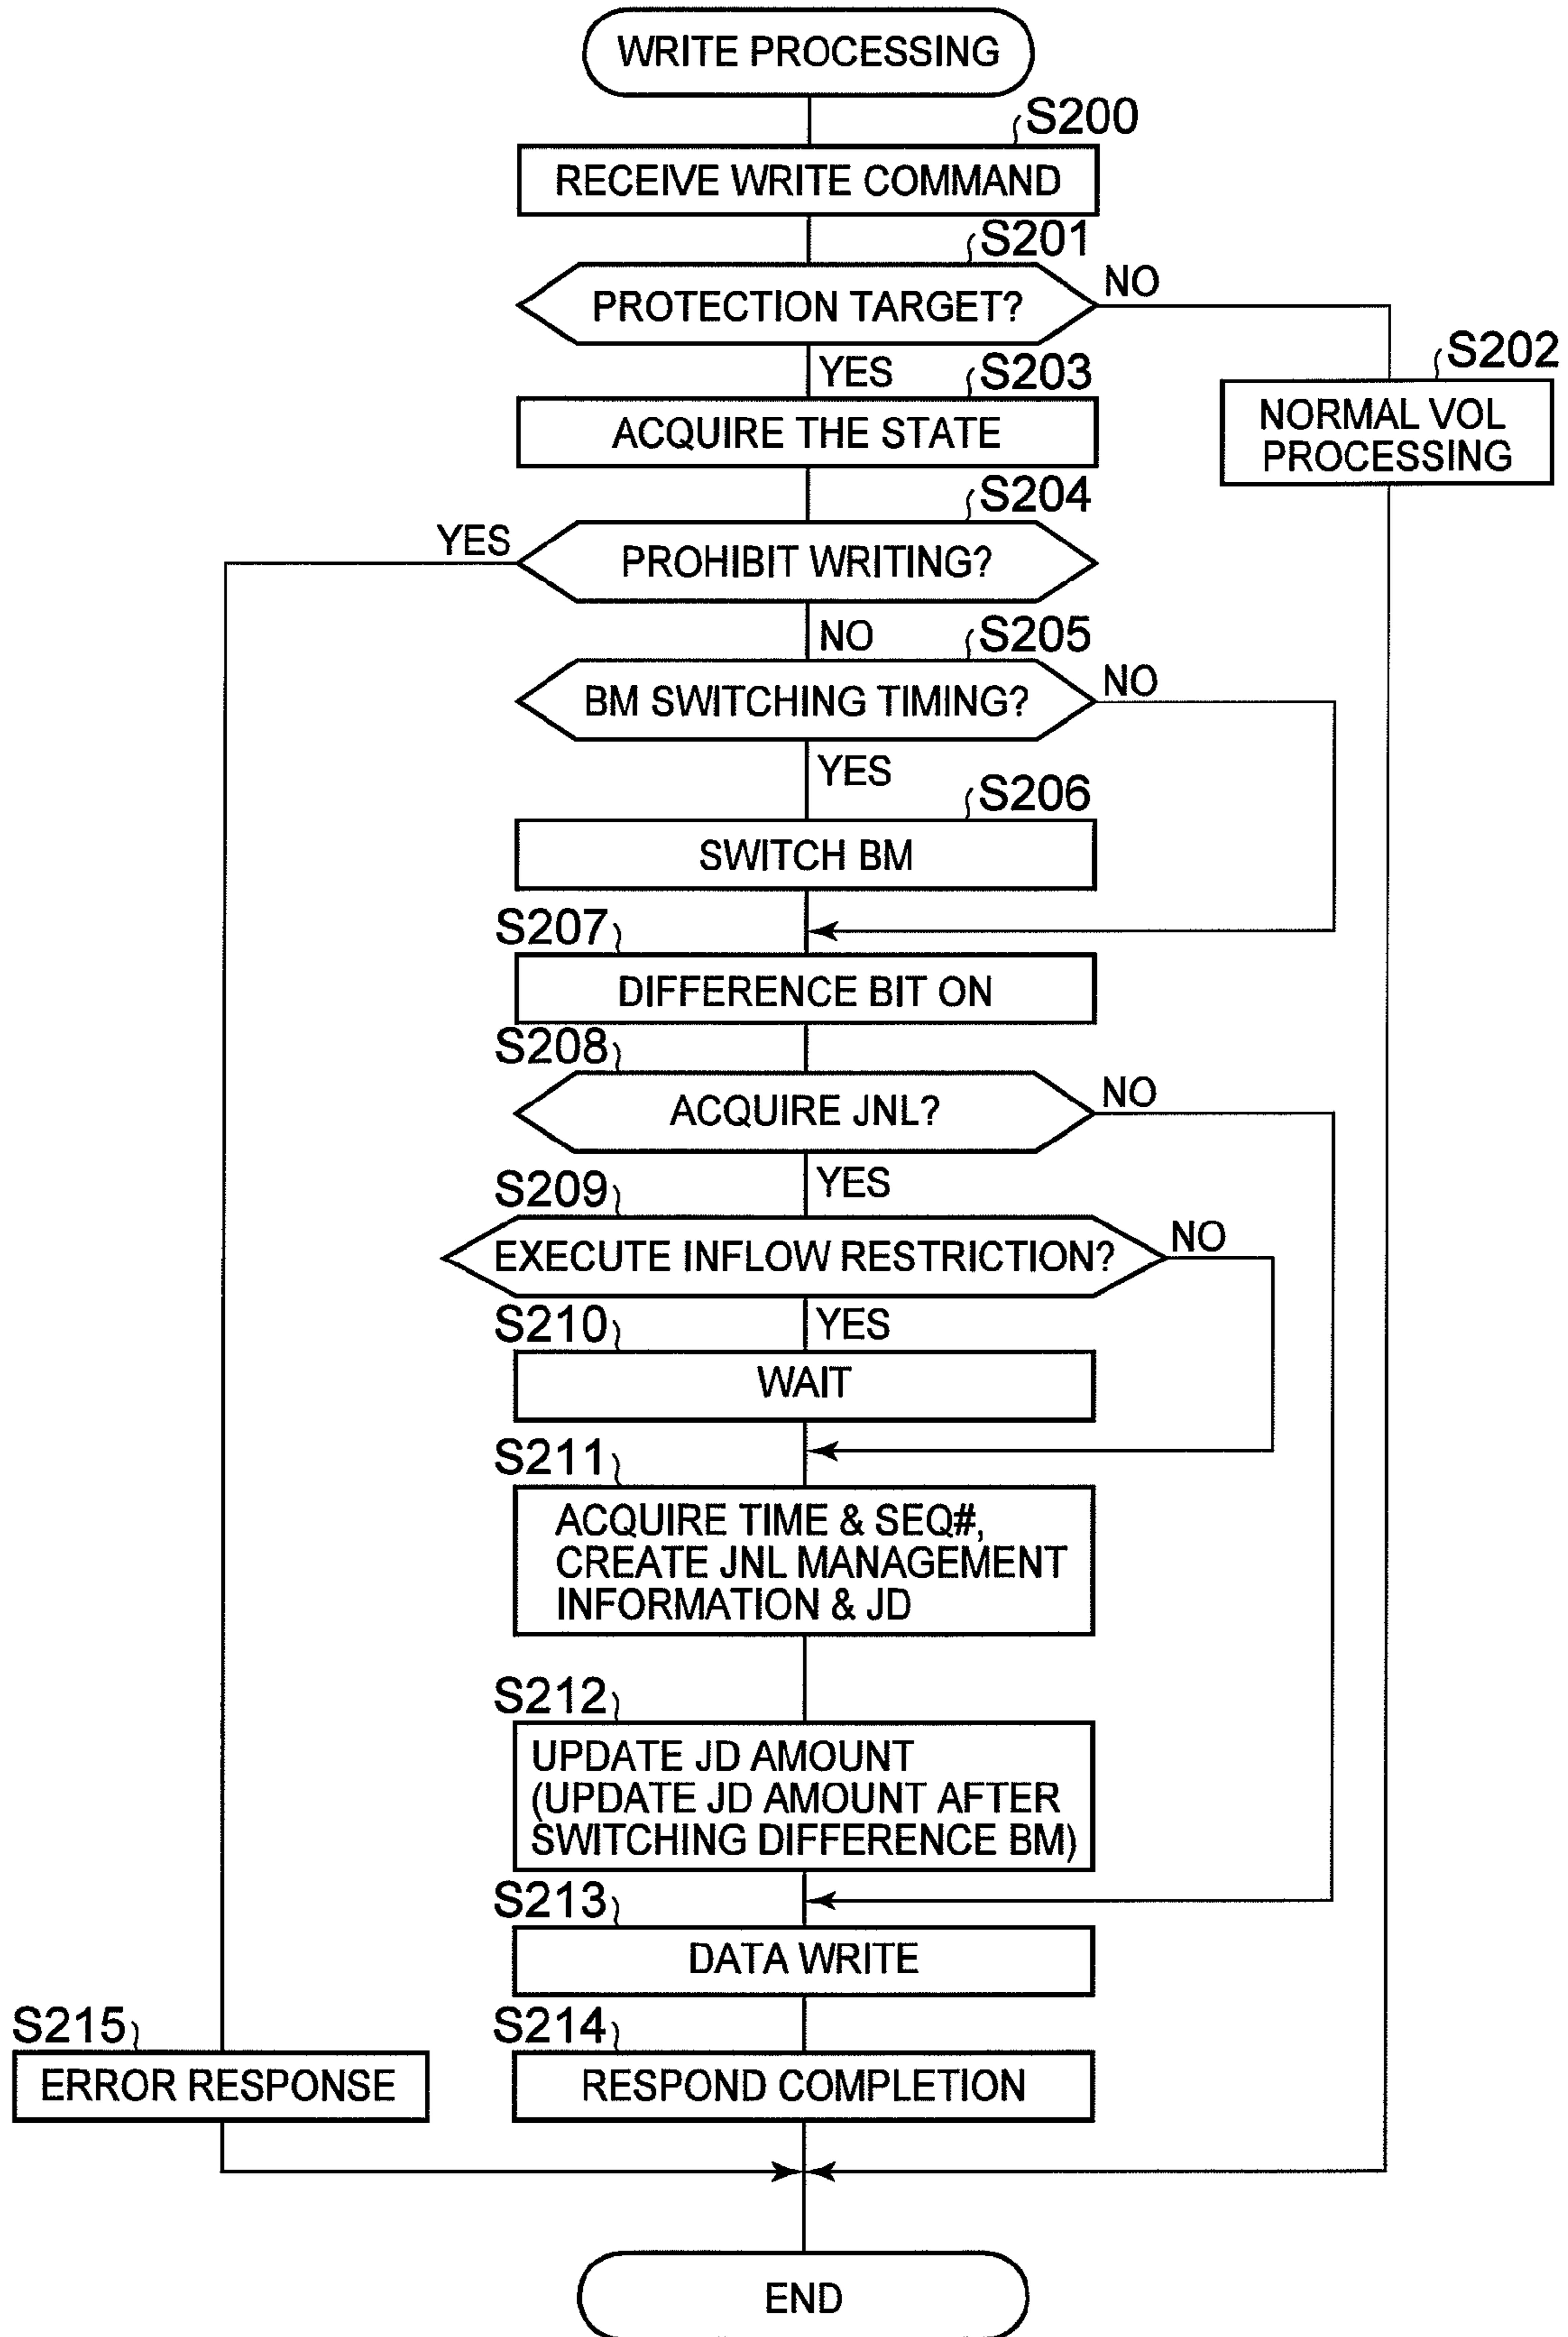 WRITE PROCESSING
S200
RECEIVE WRITE COMMAND
S201
PROTECTION TARGET?
NO
S202
NORMAL VOL
PROCESSING
YES
S203
ACQUIRE THE STATE
S204
YES
PROHIBIT WRITING?
NO
S205
BM SWITCHING TIMING?
NO
YES
S206
SWITCH BM
S207
DIFFERENCE BIT ON
S208
ACQUIRE JNL?
NO
YES
S209
EXECUTE INFLOW RESTRICTION?
NO
YES
S210
WAIT
S211
ACQUIRE TIME & SEQ#,
CREATE JNL MANAGEMENT
INFORMATION & JD
S212
UPDATE JD AMOUNT
(UPDATE JD AMOUNT AFTER
SWITCHING DIFFERENCE BM)
S213
DATA WRITE
S215
ERROR RESPONSE
S214
RESPOND COMPLETION
END